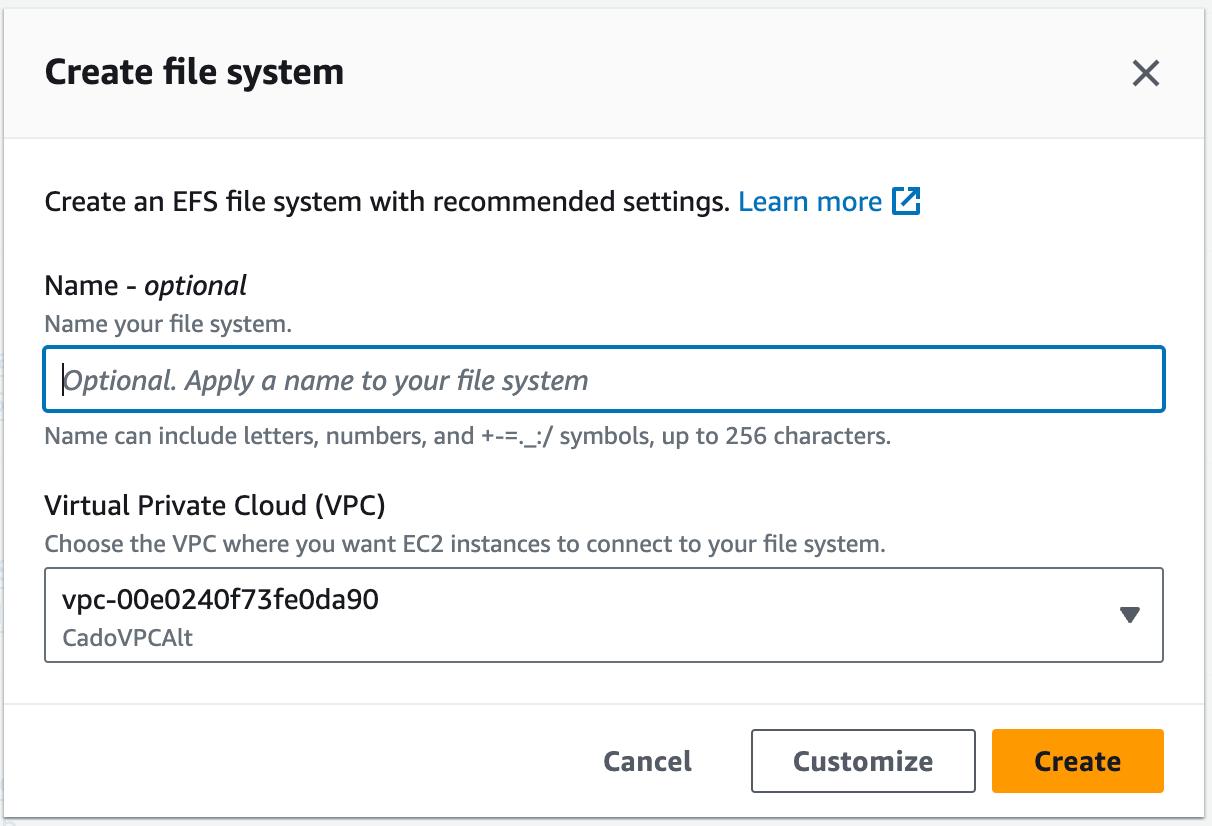 Create file system
Create an EFS file system with recommended settings. Learn more
Name - optional
Name your file system.
Optional. Apply a name to your file system
Name can include letters, numbers, and +-=._:/ symbols, up to 256 characters.
Virtual Private Cloud (VPC)
Choose the VPC where you want EC2 instances to connect to your file system.
vpc-00e0240f73fe0da90
CadoVPCAlt
Cancel Customize Create